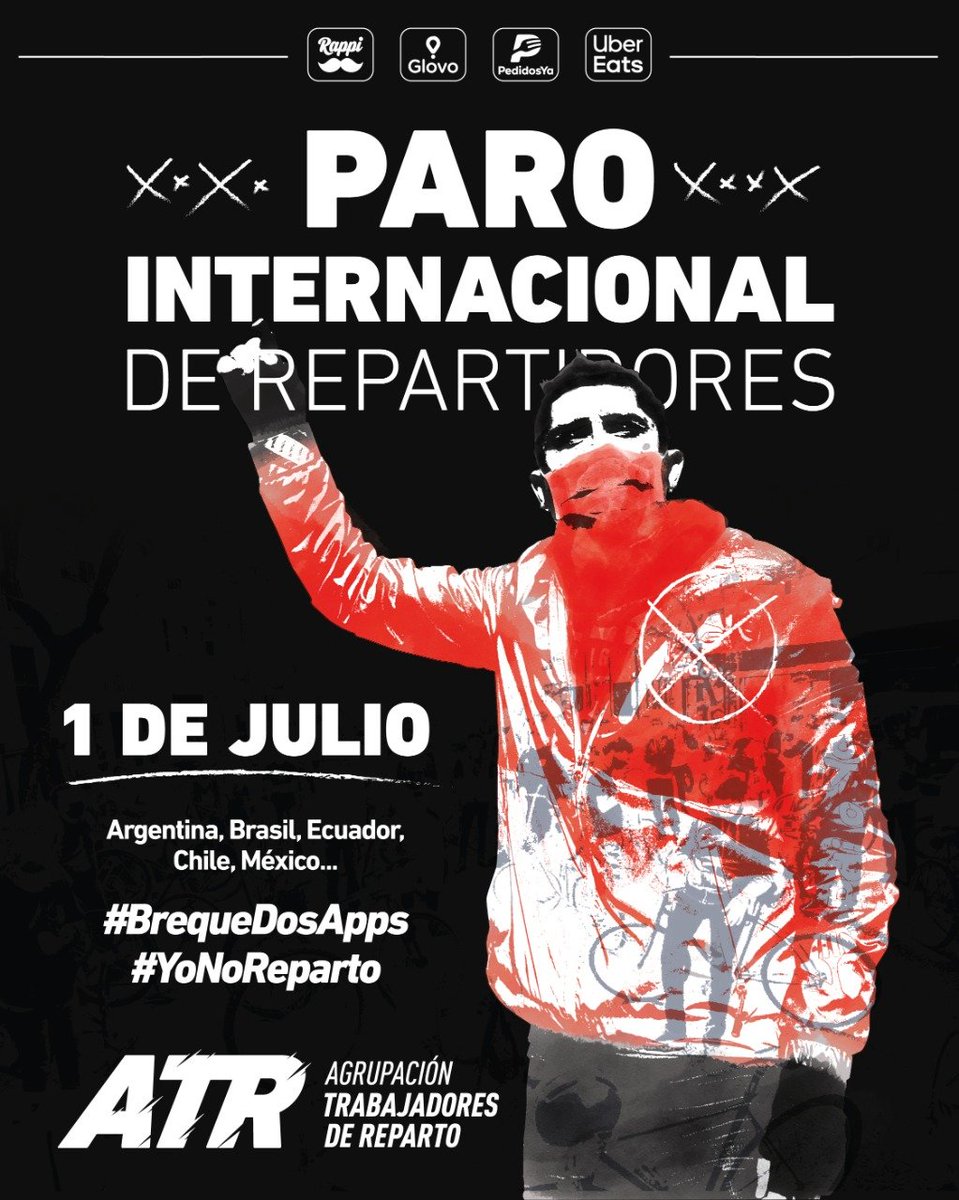 Rappi
Glovo
PedidosYa
Uber
Eats
PARO
INTERNACIONAL
DE REPARTIDORES
1 DE JULIO
Argentina, Brasil, Ecuador,
Chile, México...
#BrequeDosApps
#YoNoReparto
ATR
AGRUPACIÓN
TRABAJADORES
DE REPARTO